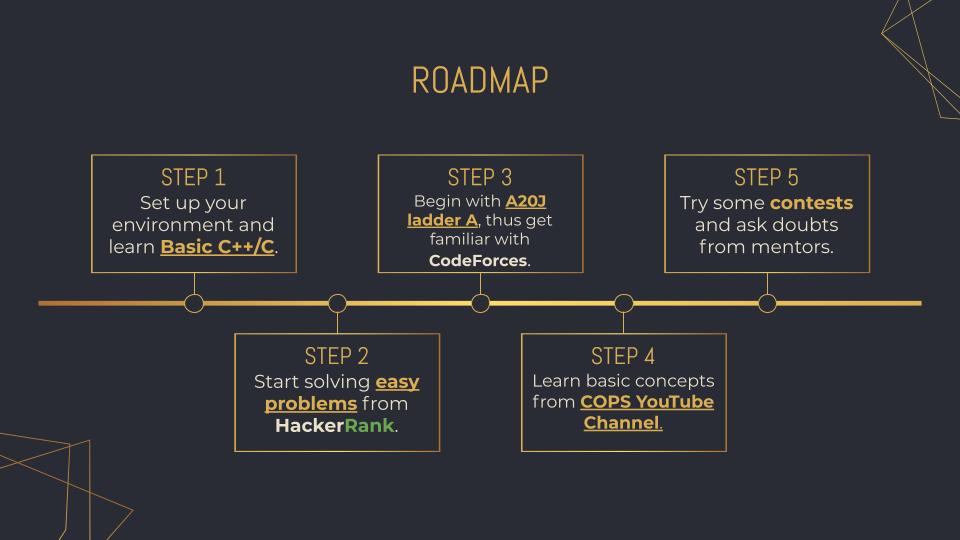 ROADMAP
STEP 1
Set up your
environment and
learn Basic C++/C.
STEP 2
Start solving easy
problems from
HackerRank.
STEP 3
Begin with A20J
ladder A, thus get
familiar with
CodeForces.
STEP 4
Learn basic concepts
from COPS YouTube
Channel.
STEP 5
Try some contests
and ask doubts
from mentors.